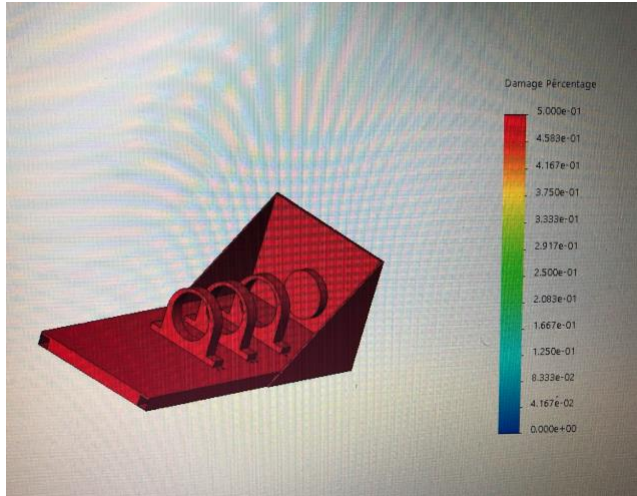 Damage Percentage
5.000e-01
4.583e-01
4.167e-01
3.750e-01
3.333e-01
2.917e-01
2.500e-01
2.083e-01
1.667e-01
1.250e-01
8.333e-02
4.167e-02
0.000e+00